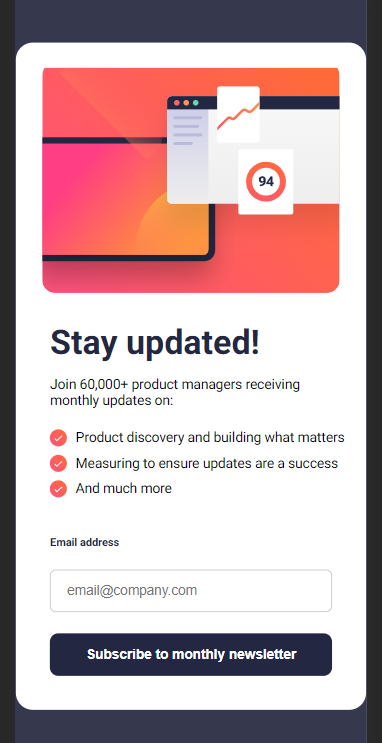 94
Stay updated!
Join 60,000+ product managers receiving
monthly updates on:
Product discovery and building what matters
Measuring to ensure updates are a success
And much more
Email address
email@company.com
Subscribe to monthly newsletter